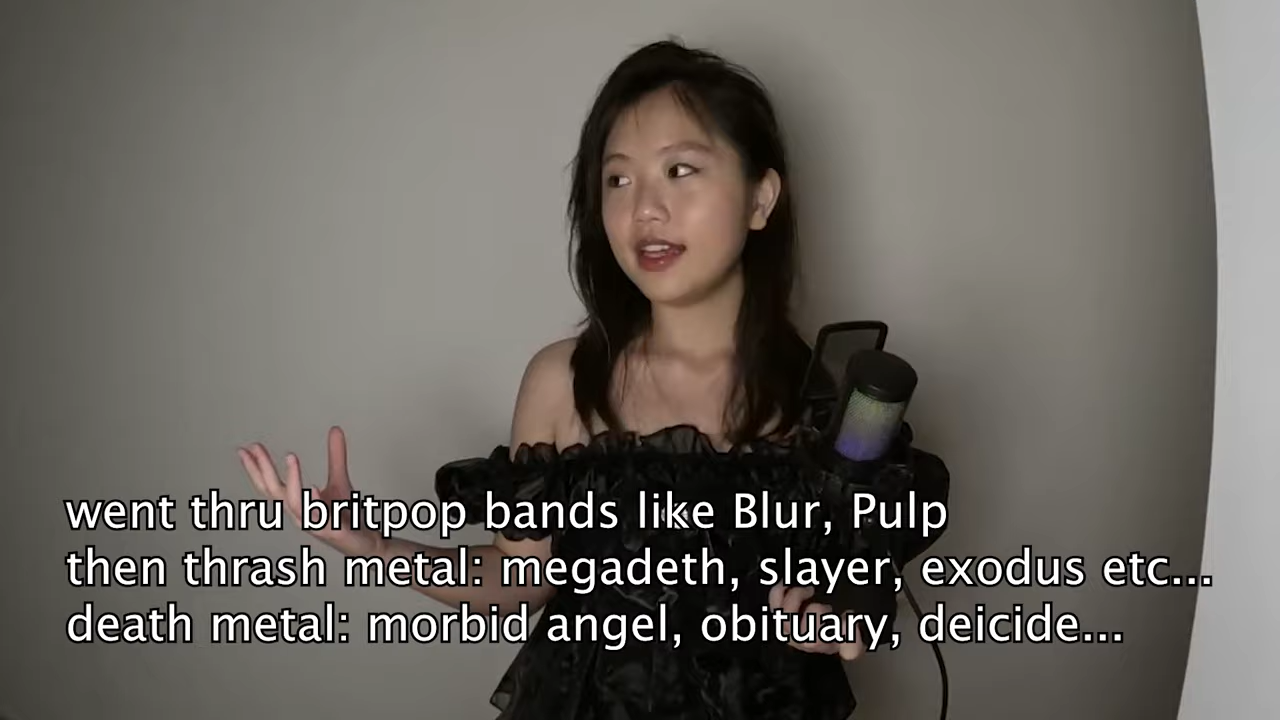 went thru britpop bands like Blur, Pulp
then thrash metal: megadeth, slayer, exodus etc...
death metal: morbid angel, obituary, deicide...